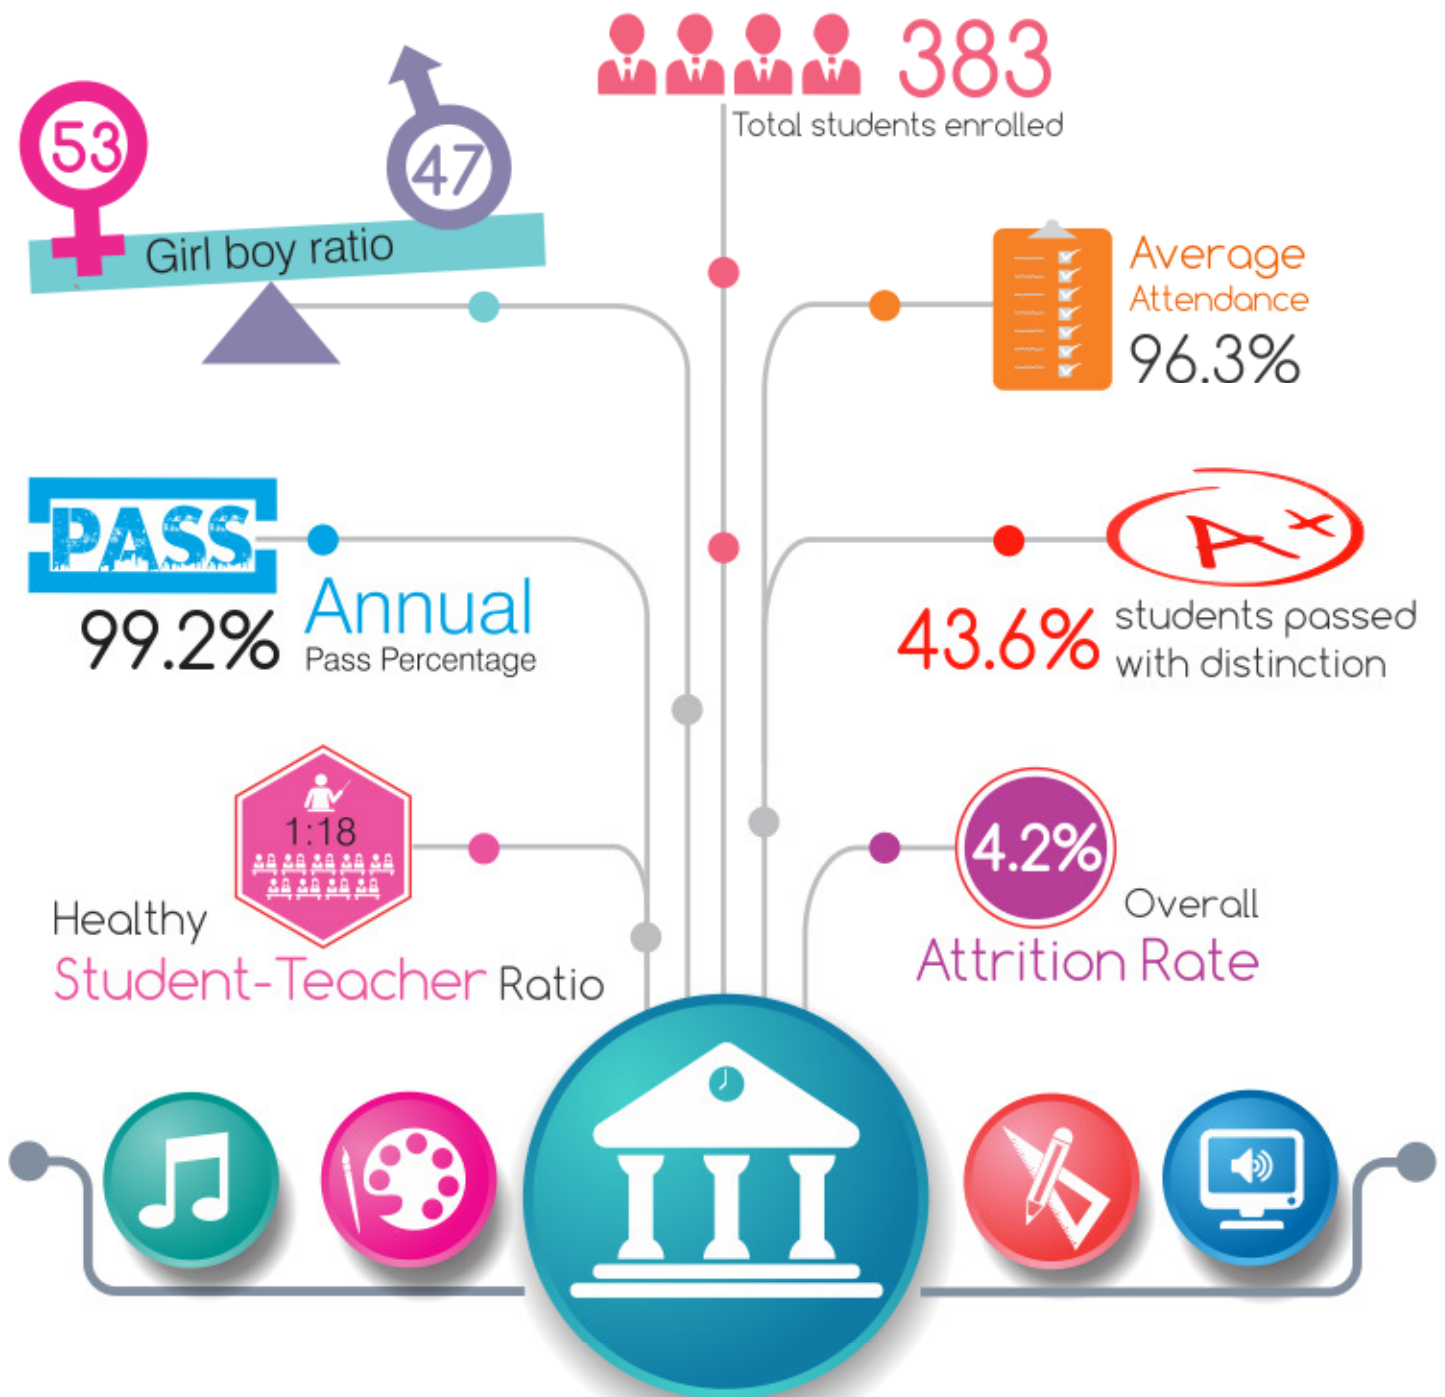 383
Total students enrolled
53
47
Girl boy ratio
Average
Attendance
96.3%
PASS
99.2%
Annual
Pass Percentage
A+
43.6%
students passed
with distinction
1:18
Healthy
Student-Teacher Ratio
4.2%
Overall
Attrition Rate